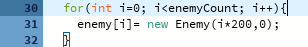 30 for(int i=0; i<enemyCount; i++){
31 enemy[i]= new Enemy(i*200,0);
32 }